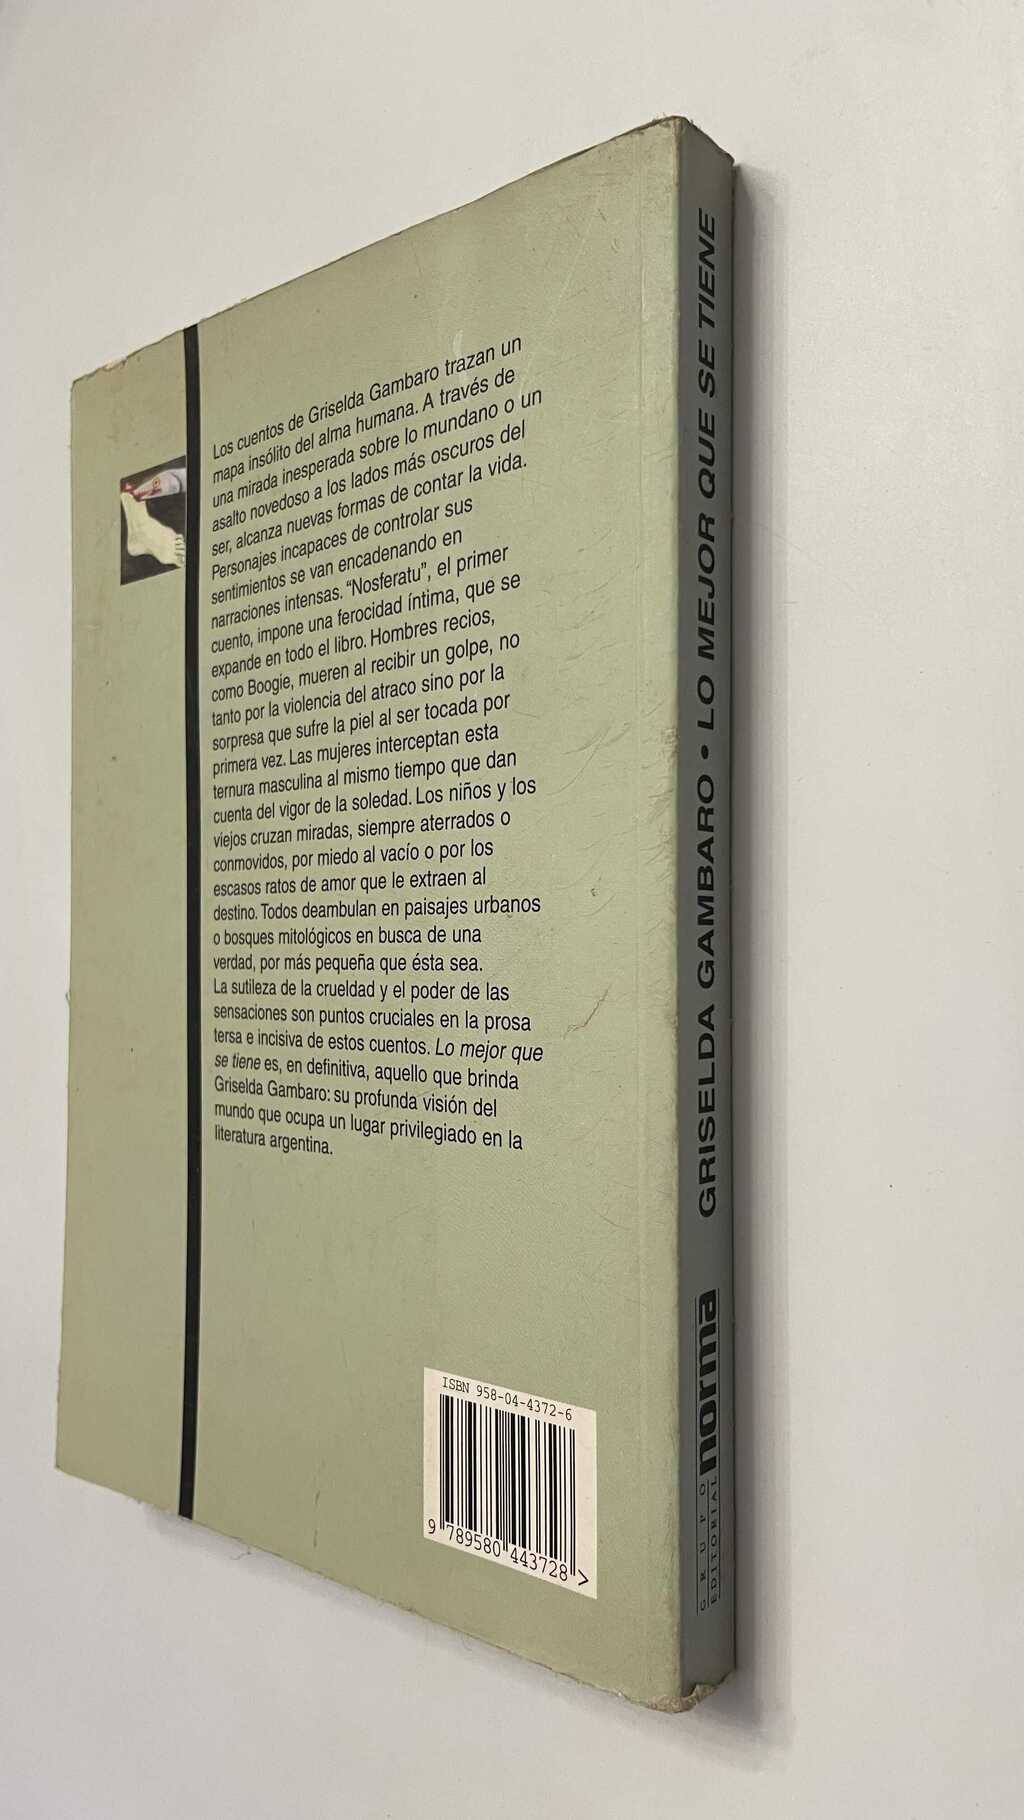 Los cuentos de Griselda Gambaro trazan un
mapa insólito del alma humana. A través de
una mirada inesperada sobre lo mundano o un
asalto novedoso a los lados más oscuros del
ser, alcanza nuevas formas de contar la vida.
Personajes incapaces de controlar sus
sentimientos se van encadenando en
narraciones intensas. “Nosferatu”, el primer
cuento, impone una ferocidad íntima, que se
expande en todo el libro. Hombres recios,
como Boogie, mueren al recibir un golpe, no
tanto por la violencia del atraco sino por la
sorpresa que sufre la piel al ser tocada por
primera vez. Las mujeres interceptan esta
ternura masculina al mismo tiempo que dan
cuenta del vigor de la soledad. Los niños y los
viejos cruzan miradas, siempre aterrados o
conmovidos, por miedo al vacío o por los
escasos ratos de amor que le extraen al
destino. Todos deambulan en paisajes urbanos
o bosques mitológicos en busca de una
verdad, por más pequeña que ésta sea.
La sutileza de la crueldad y el poder de las
sensaciones son puntos cruciales en la prosa
tersa e incisiva de estos cuentos. Lo mejor que
se tiene es, en definitiva, aquello que brinda
Griselda Gambaro: su profunda visión del
mundo que ocupa un lugar privilegiado en la
literatura argentina.
ISBN 958-04-4372-6
9 789580 443728 >
GRISELDA GAMBARO • LO MEJOR QUE SE TIENE
GRUPO
EDITORIAL
norma